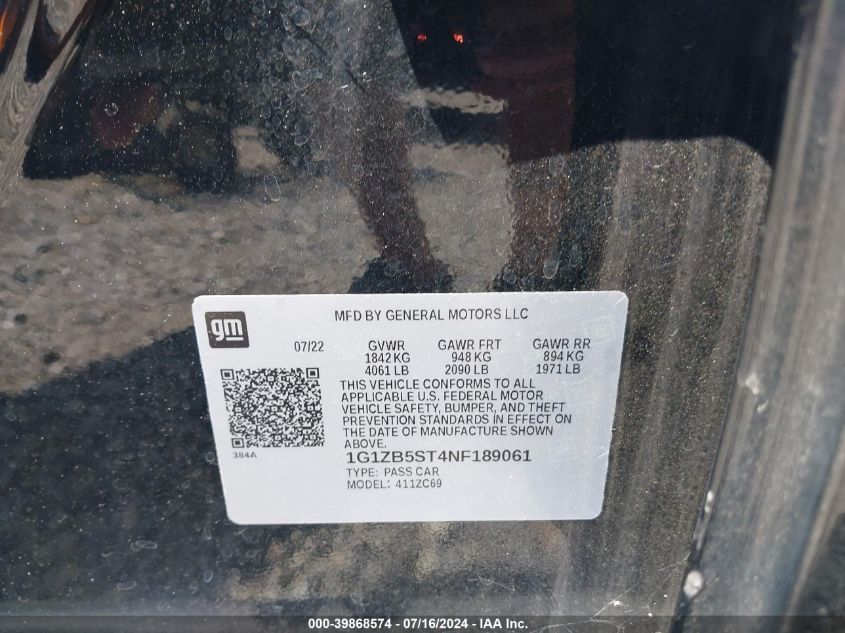 MFD BY GENERAL MOTORS LLC
gm
07/22 GVWR GAWR FRT GAWR RR
1842 KG 948 KG 894 KG
4061 LB 2090 LB 1971 LB
THIS VEHICLE CONFORMS TO ALL
APPLICABLE U.S. FEDERAL MOTOR
VEHICLE SAFETY, BUMPER, AND THEFT
PREVENTION STANDARDS IN EFFECT ON
THE DATE OF MANUFACTURE SHOWN
ABOVE.
384A
1G1ZB5ST4NF189061
TYPE: PASS CAR
MODEL: 411ZC69
000-39868574 - 07/16/2024 - IAA Inc.